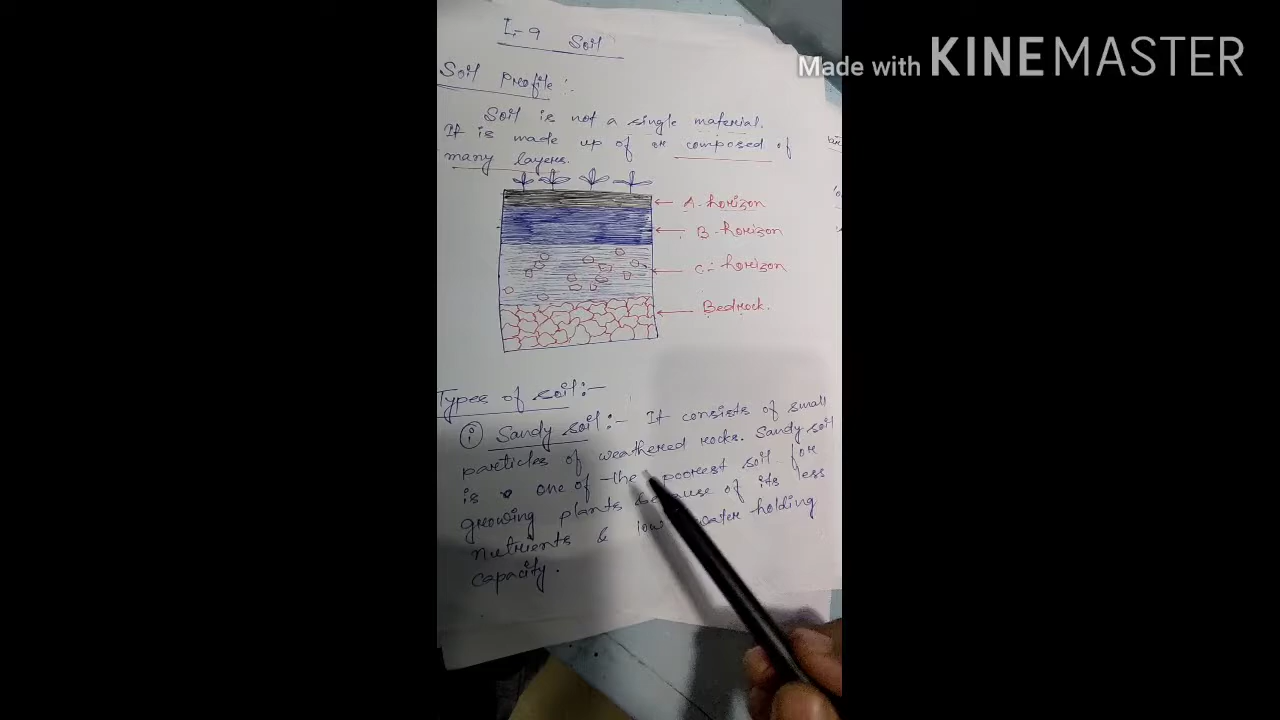 Made with KINEMASTER
L-9 Soil
Soil Profile :
Soil is not a single material.
It is made up of or composed of
many layers.
A-horizon
B-horizon
C-horizon
Bedrock.
Types of soil:-
(i) Sandy soil :- It consists of small
particles of weathered rocks. Sandy soil
is one of the poorest soil for
growing plants because of its less
nutrients & low water holding
capacity.